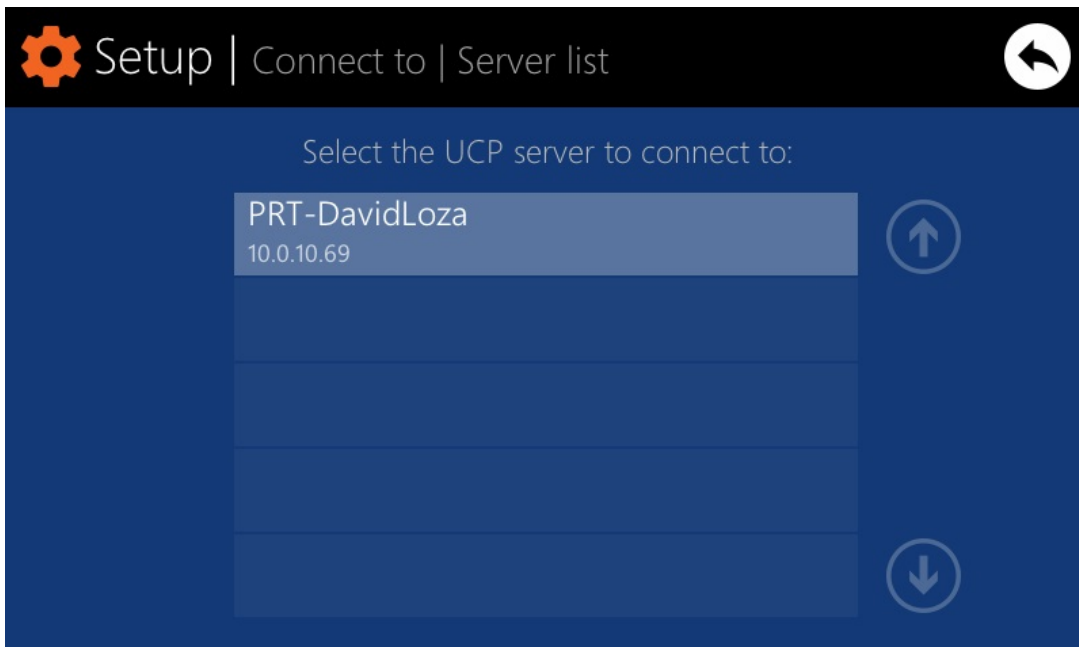 Setup | Connect to | Server list
Select the UCP server to connect to:
PRT-DavidLoza
10.0.10.69